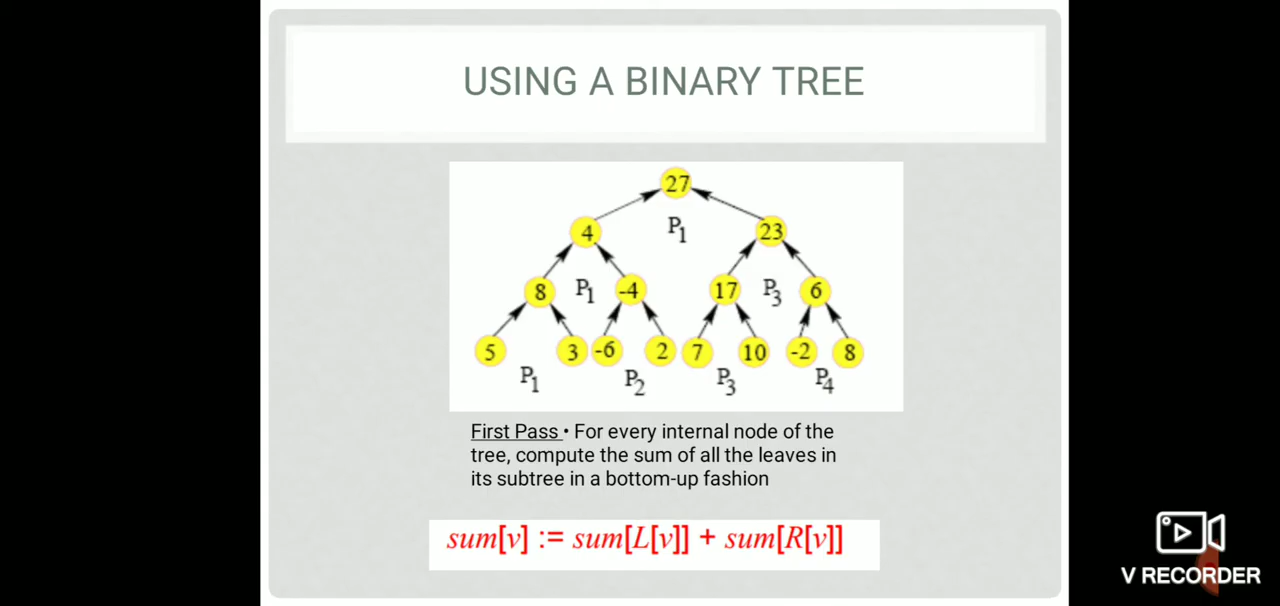 USING A BINARY TREE
27
4 P1 23
8 P1 -4 17 P3 6
5 3 -6 2 7 10 -2 8
P1 P2 P3 P4
First Pass • For every internal node of the
tree, compute the sum of all the leaves in
its subtree in a bottom-up fashion
sum[v] := sum[L[v]] + sum[R[v]]
V RECORDER